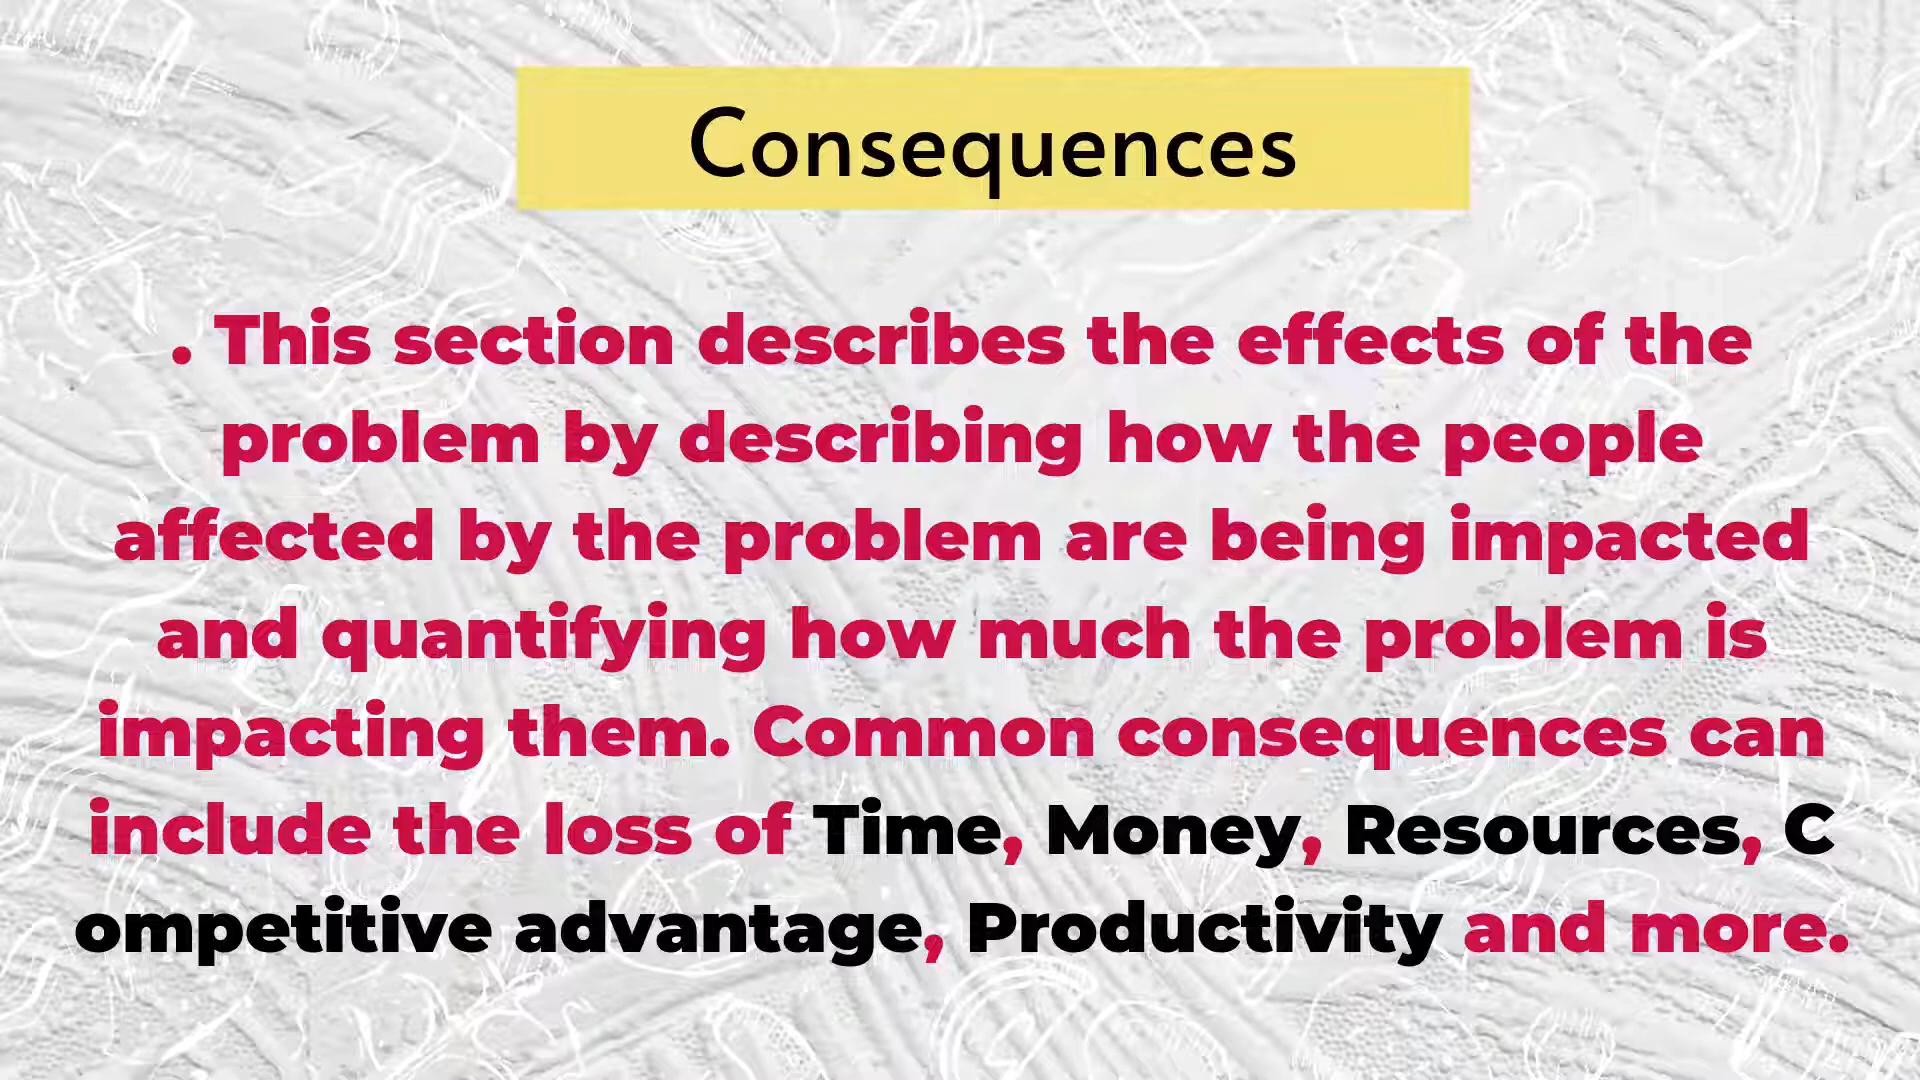 Consequences
. This section describes the effects of the
problem by describing how the people
affected by the problem are being impacted
and quantifying how much the problem is
impacting them. Common consequences can
include the loss of Time, Money, Resources, C
ompetitive advantage, Productivity and more.